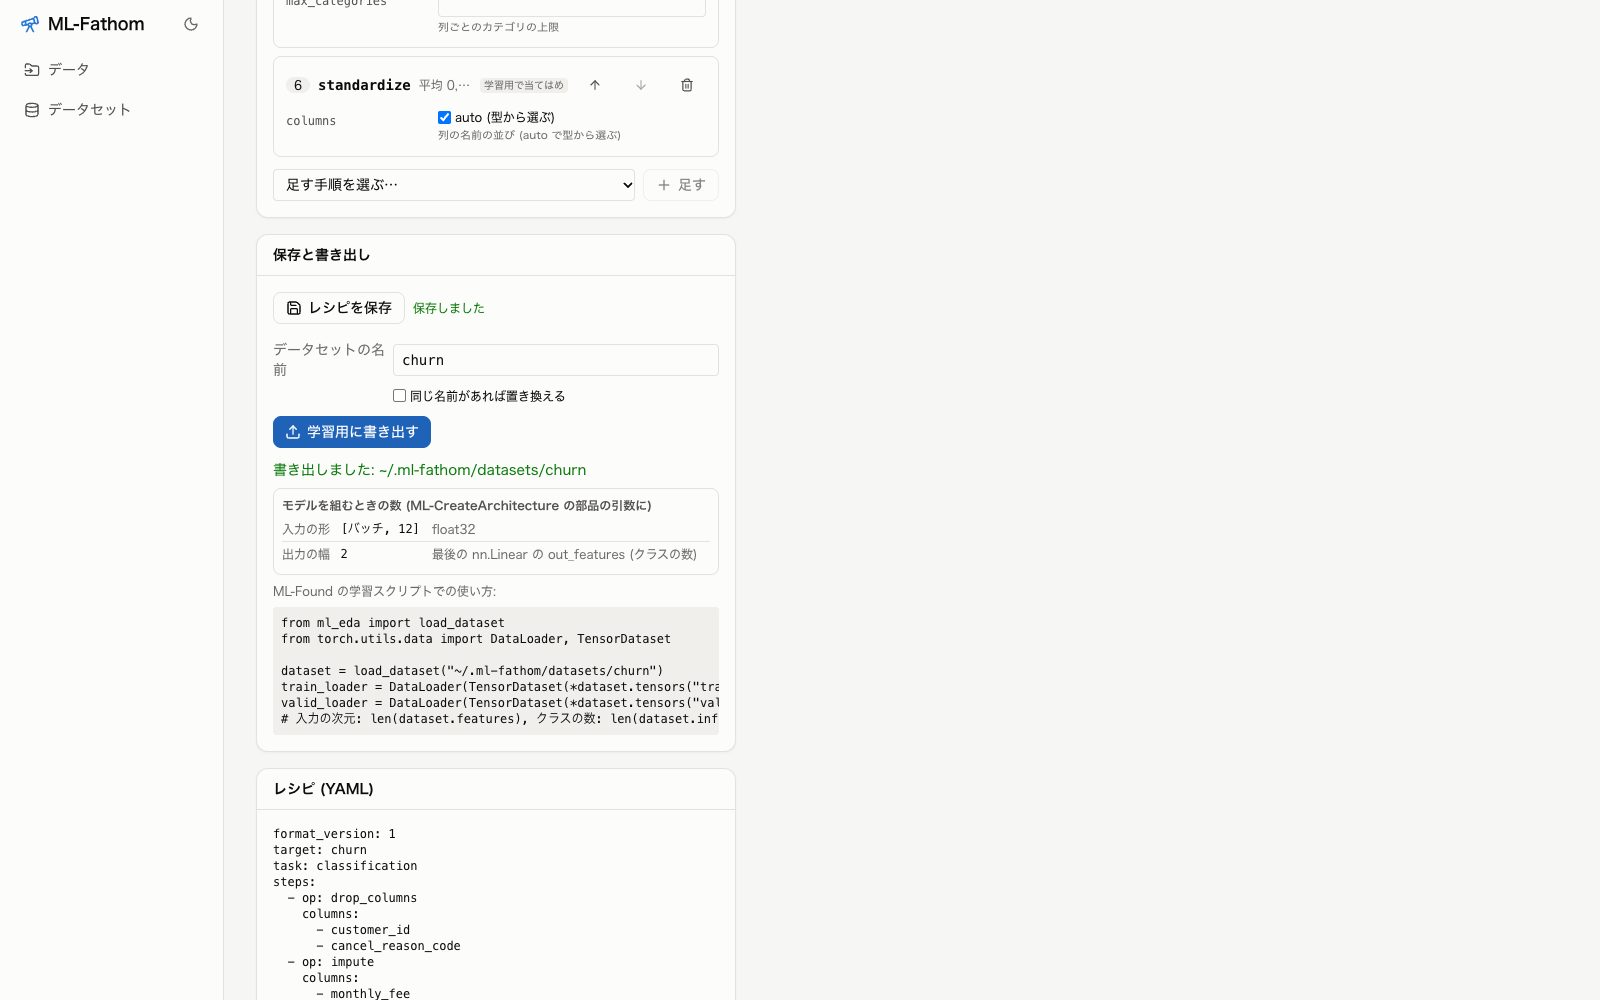 ML-Fathom
データ
データセット
max_categories
列ごとのカテゴリの上限
6 standardize 平均 0,… 学習用で当てはめ
columns
auto (型から選ぶ)
列の名前の並び (auto で型から選ぶ)
足す手順を選ぶ…
足す
保存と書き出し
レシピを保存 保存しました
データセットの名前
churn
同じ名前があれば置き換える
学習用に書き出す
書き出しました: ~/.ml-fathom/datasets/churn
モデルを組むときの数 (ML-CreateArchitecture の部品の引数に)
入力の形 [バッチ, 12] float32
出力の幅 2 最後の nn.Linear の out_features (クラスの数)
ML-Found の学習スクリプトでの使い方:
from ml_eda import load_dataset
from torch.utils.data import DataLoader, TensorDataset
dataset = load_dataset("~/.ml-fathom/datasets/churn")
train_loader = DataLoader(TensorDataset(*dataset.tensors("tra
valid_loader = DataLoader(TensorDataset(*dataset.tensors("val
# 入力の次元: len(dataset.features), クラスの数: len(dataset.inf
レシピ (YAML)
format_version: 1
target: churn
task: classification
steps:
- op: drop_columns
columns:
- customer_id
- cancel_reason_code
- op: impute
columns:
- monthly_fee